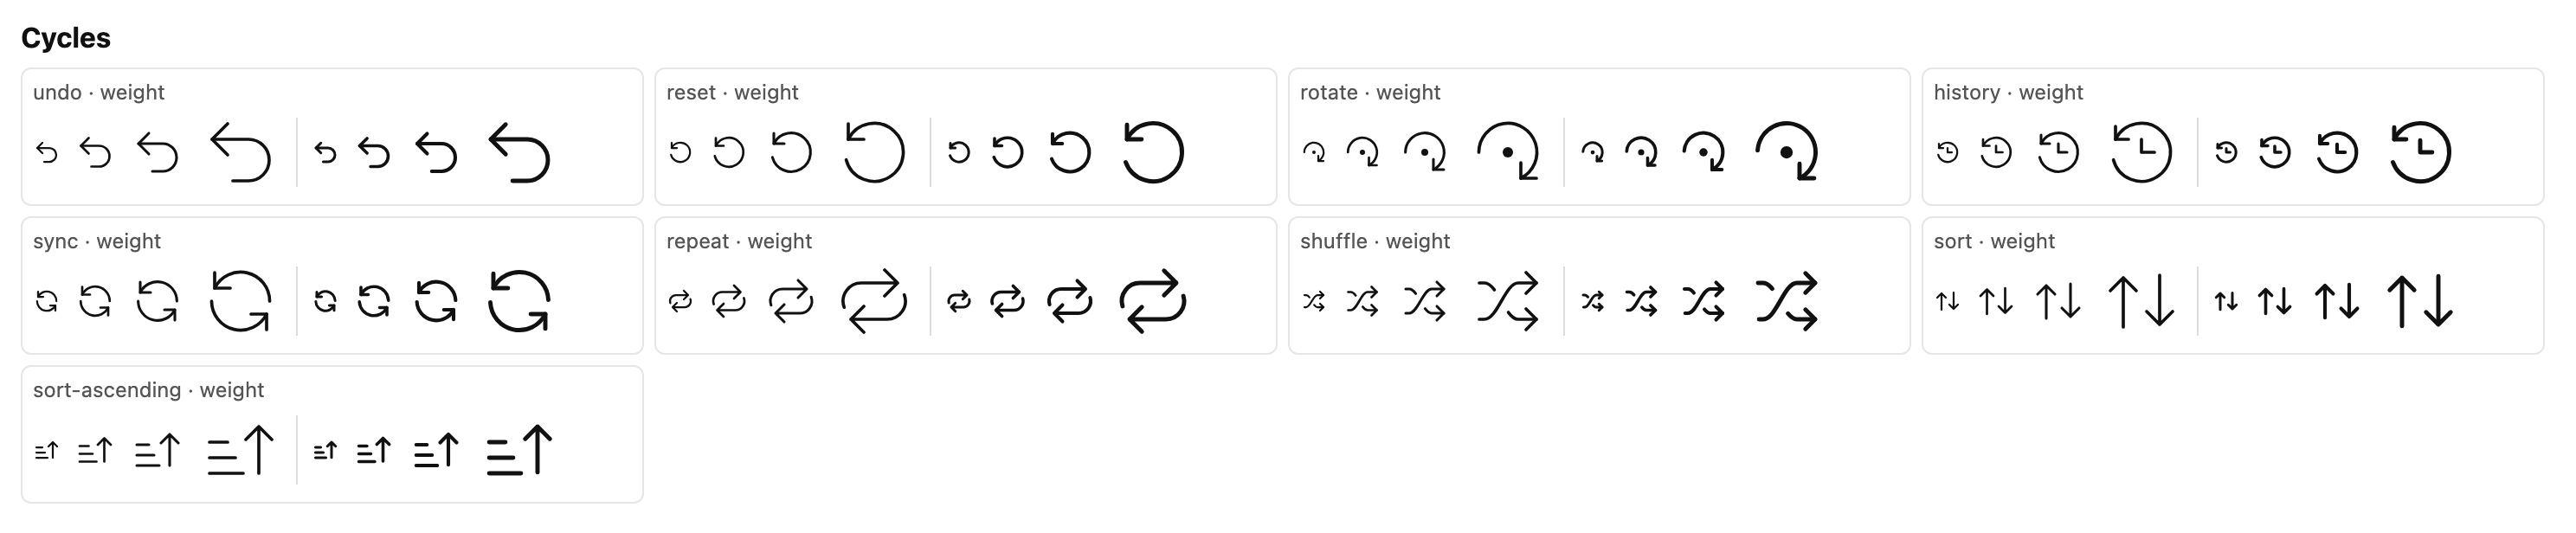 Cycles
undo · weight
reset · weight
rotate · weight
history · weight
sync · weight
repeat · weight
shuffle · weight
sort · weight
sort-ascending · weight